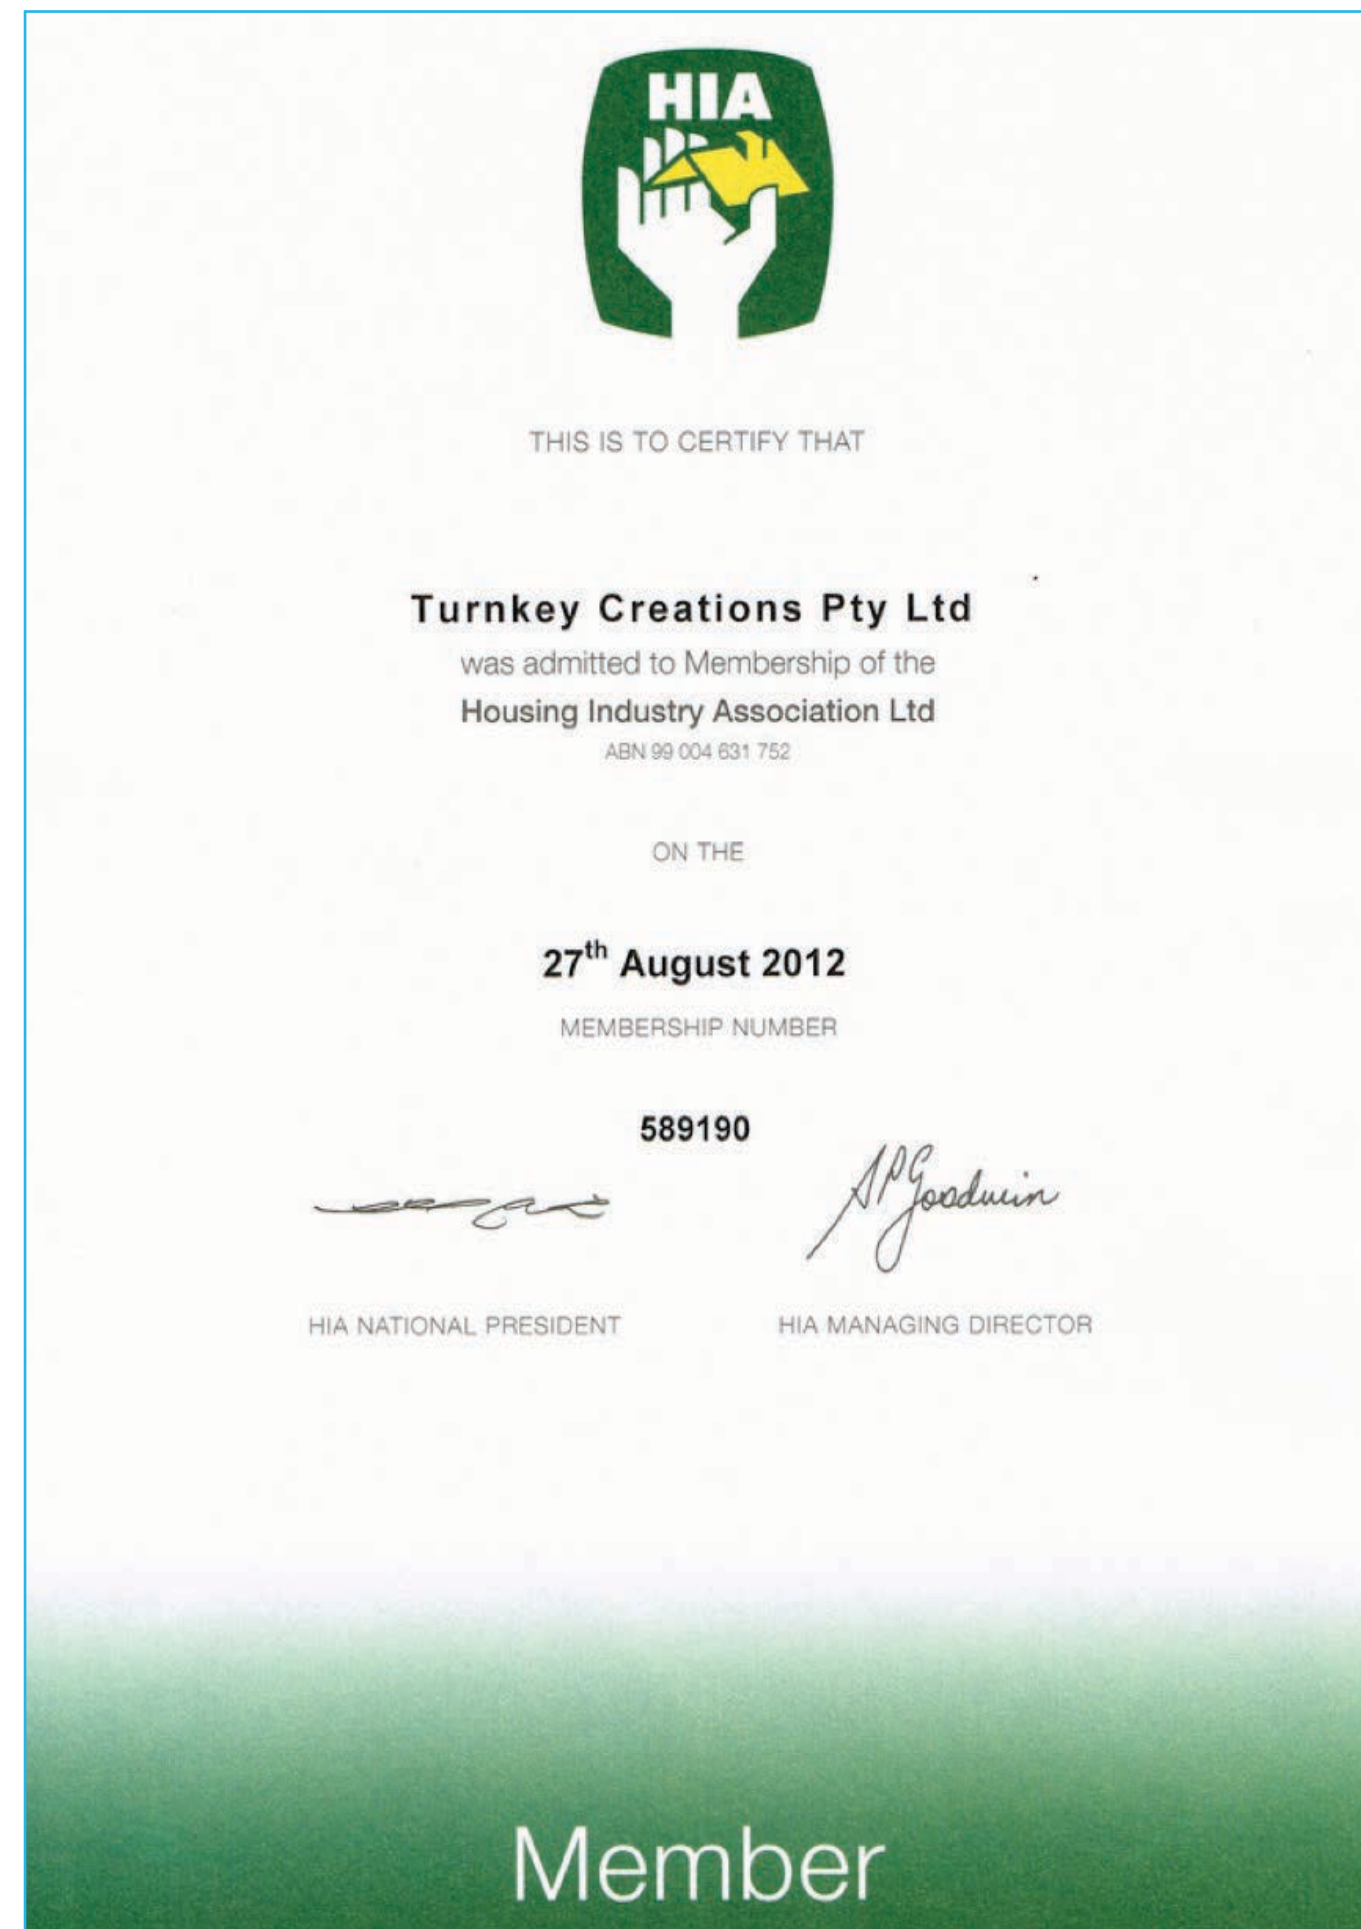 HIA
THIS IS TO CERTIFY THAT
Turnkey Creations Pty Ltd
was admitted to Membership of the
Housing Industry Association Ltd
ABN 99 004 631 752
ON THE
27th August 2012
MEMBERSHIP NUMBER
589190
SPGoodwin
HIA NATIONAL PRESIDENT
HIA MANAGING DIRECTOR
Member